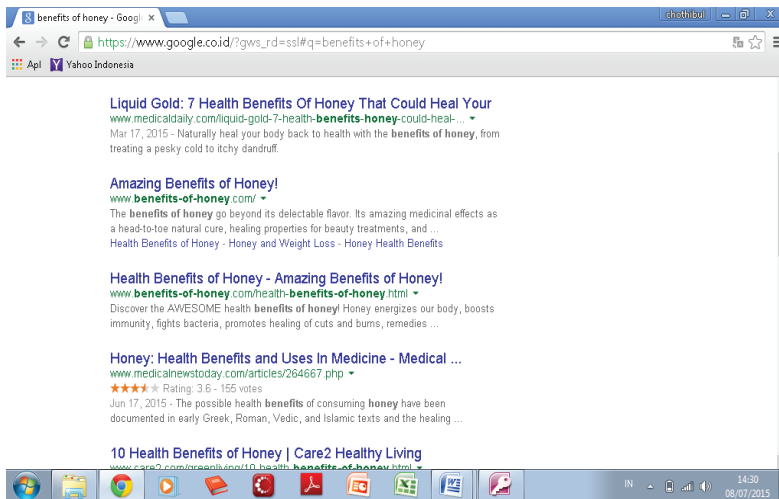 benefits of honey - Googl
chothibul
https://www.google.co.id/?gws_rd=ssl#q=benefits+of+honey
Apl Yahoo Indonesia
Liquid Gold: 7 Health Benefits Of Honey That Could Heal Your
www.medicaldaily.com/liquid-gold-7-health-benefits-honey-could-heal-...
Mar 17, 2015 - Naturally heal your body back to health with the benefits of honey, from
treating a pesky cold to itchy dandruff.
Amazing Benefits of Honey!
www.benefits-of-honey.com/
The benefits of honey go beyond its delectable flavor. Its amazing medicinal effects as
a head-to-toe natural cure, healing properties for beauty treatments, and ...
Health Benefits of Honey - Honey and Weight Loss - Honey Health Benefits
Health Benefits of Honey - Amazing Benefits of Honey!
www.benefits-of-honey.com/health-benefits-of-honey.html
Discover the AWESOME health benefits of honey! Honey energizes our body, boosts
immunity, fights bacteria, promotes healing of cuts and burns, remedies ...
Honey: Health Benefits and Uses In Medicine - Medical ...
www.medicalnewstoday.com/articles/264667.php
Rating: 3.6 - 155 votes
Jun 17, 2015 - The possible health benefits of consuming honey have been
documented in early Greek, Roman, Vedic, and Islamic texts and the healing ...
10 Health Benefits of Honey | Care2 Healthy Living
www.care2.com/greenliving/10-health-benefits-of-honey.html
IN
14:30
08/07/2015